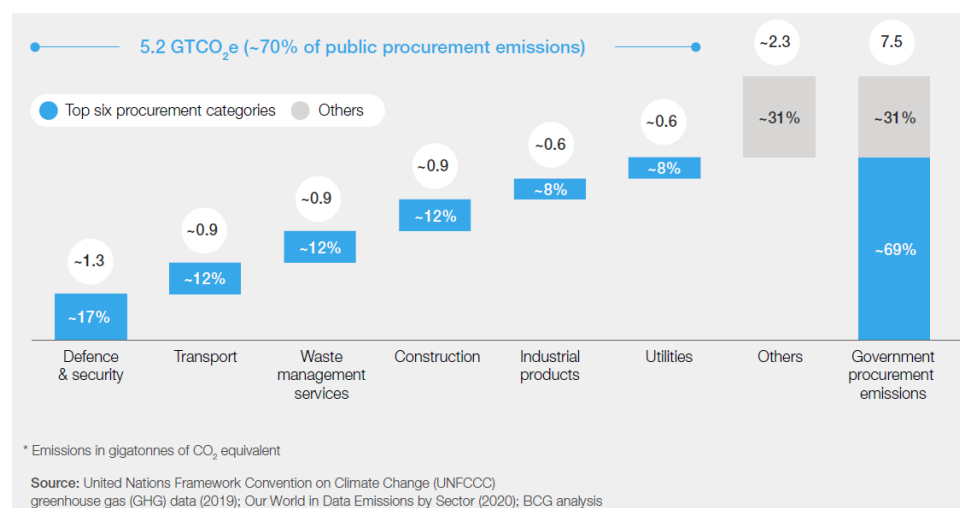 5.2 GTCO₂e (~70% of public procurement emissions)
~2.3
7.5
Top six procurement categories
Others
~1.3
~0.9
~0.9
~0.9
~0.6
~0.6
~17%
~12%
~12%
~12%
~8%
~8%
~31%
~31%
~69%
Defence
& security
Transport
Waste
management
services
Construction
Industrial
products
Utilities
Others
Government
procurement
emissions
* Emissions in gigatonnes of CO₂ equivalent
Source: United Nations Framework Convention on Climate Change (UNFCCC)
greenhouse gas (GHG) data (2019); Our World in Data Emissions by Sector (2020); BCG analysis